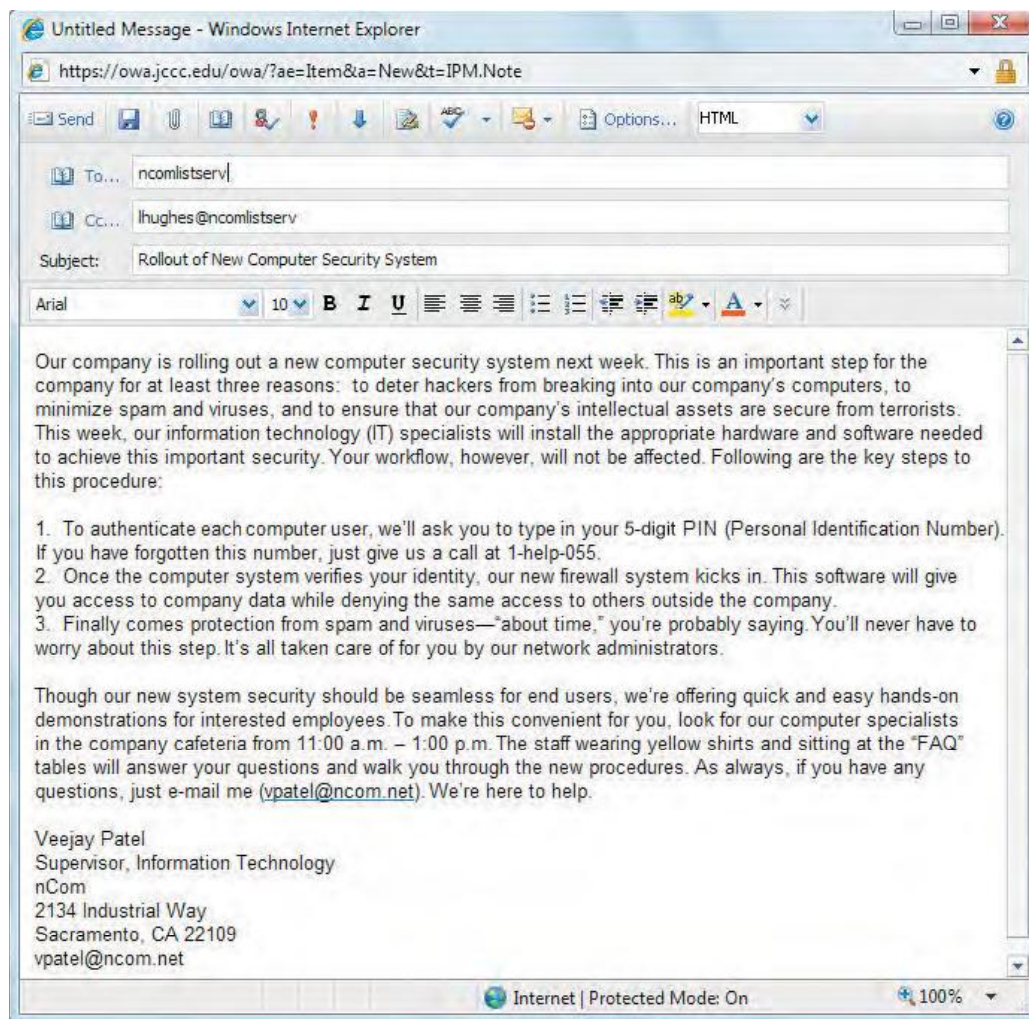 Untitled Message - Windows Internet Explorer
https://owa.jccc.edu/owa/?ae=Item&a=New&t=IPM.Note
Send ABC Options... HTML
To... ncomlistserv
Cc... lhughes@ncomlistserv
Subject: Rollout of New Computer Security System
Arial 10 B I U ab A
Our company is rolling out a new computer security system next week. This is an important step for the
company for at least three reasons: to deter hackers from breaking into our company's computers, to
minimize spam and viruses, and to ensure that our company's intellectual assets are secure from terrorists.
This week, our information technology (IT) specialists will install the appropriate hardware and software needed
to achieve this important security. Your workflow, however, will not be affected. Following are the key steps to
this procedure:
1. To authenticate each computer user, we'll ask you to type in your 5-digit PIN (Personal Identification Number).
If you have forgotten this number, just give us a call at 1-help-055.
2. Once the computer system verifies your identity, our new firewall system kicks in. This software will give
you access to company data while denying the same access to others outside the company.
3. Finally comes protection from spam and viruses—“about time,” you're probably saying. You'll never have to
worry about this step. It's all taken care of for you by our network administrators.
Though our new system security should be seamless for end users, we're offering quick and easy hands-on
demonstrations for interested employees. To make this convenient for you, look for our computer specialists
in the company cafeteria from 11:00 a.m. – 1:00 p.m. The staff wearing yellow shirts and sitting at the “FAQ”
tables will answer your questions and walk you through the new procedures. As always, if you have any
questions, just e-mail me (vpatel@ncom.net). We're here to help.
Veejay Patel
Supervisor, Information Technology
nCom
2134 Industrial Way
Sacramento, CA 22109
vpatel@ncom.net
Internet | Protected Mode: On 100%